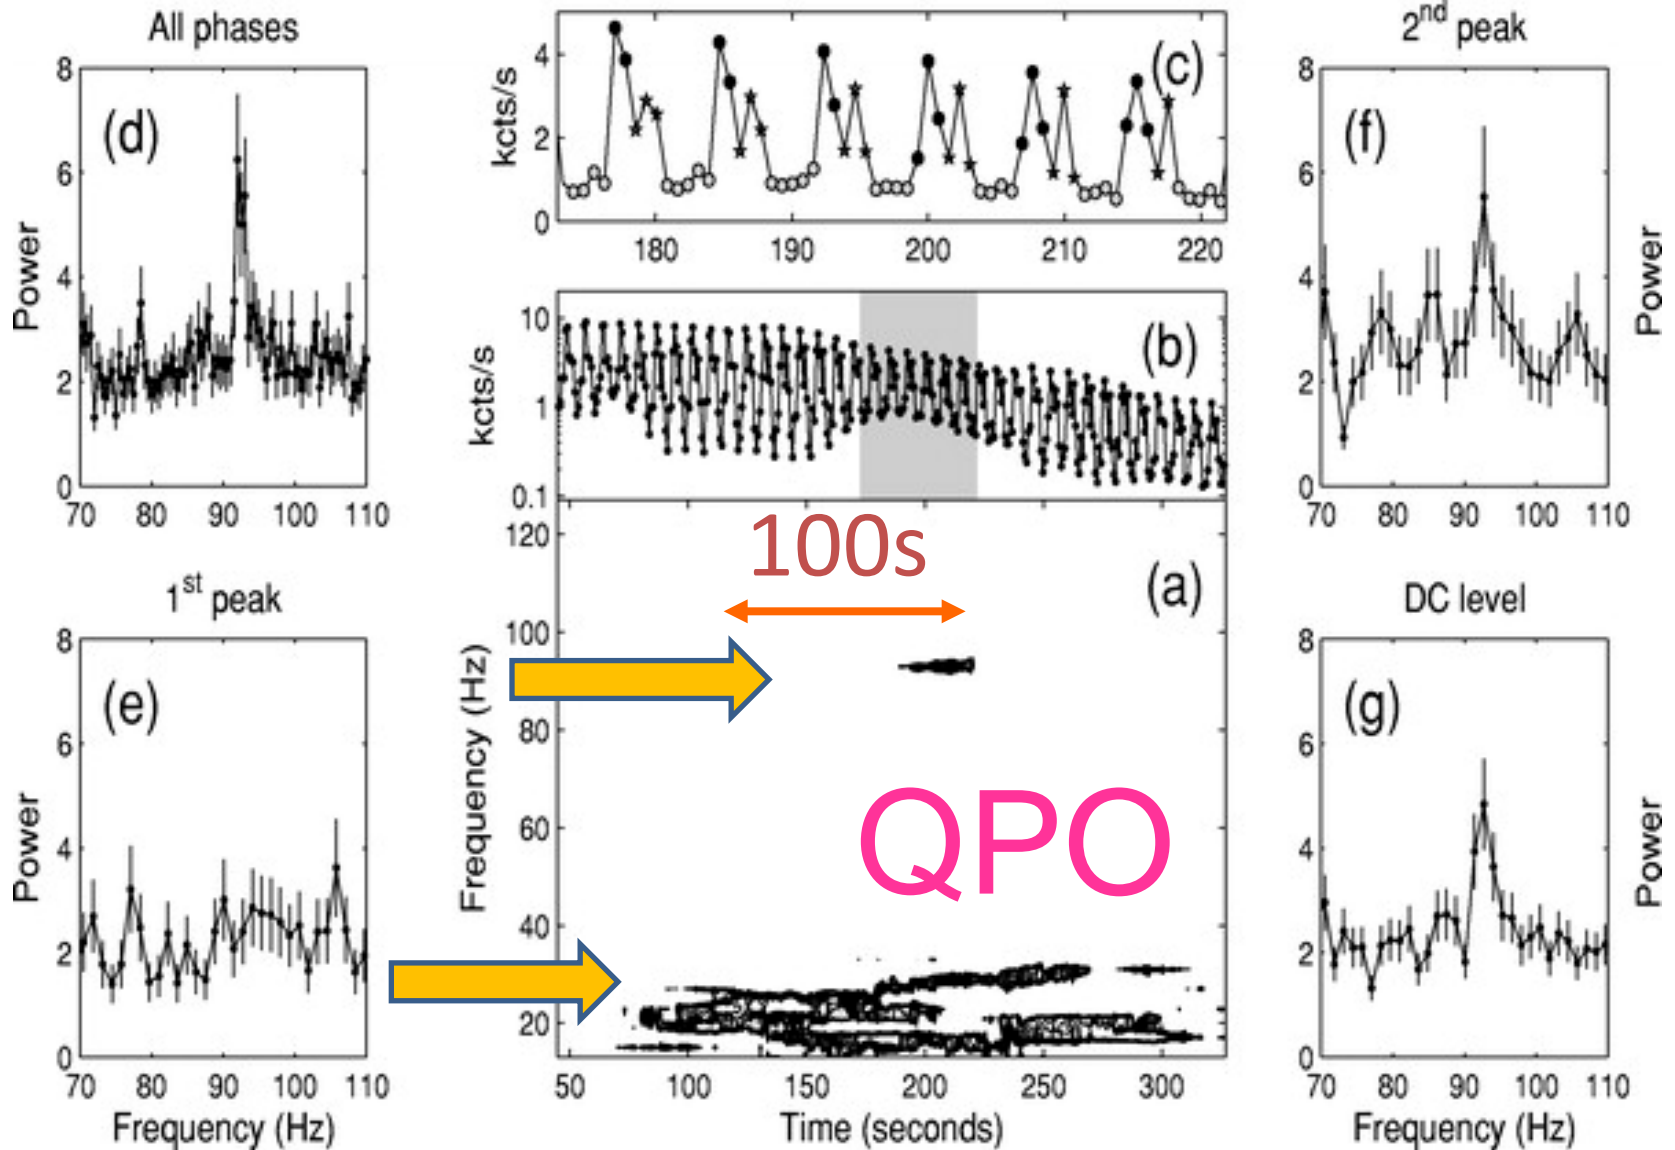 All phases
8
6
4
2
0
Power
(d)
70 80 90 100 110
1st peak
8
6
4
2
0
Power
(e)
70 80 90 100 110
Frequency (Hz)
4
2
0
kcts/s
(c)
180 190 200 210 220
10
1
0.1
kcts/s
(b)
120
100
80
60
40
20
Frequency (Hz)
100s
(a)
QPO
50 100 150 200 250 300
Time (seconds)
2nd peak
8
6
4
2
0
Power
(f)
70 80 90 100 110
DC level
8
6
4
2
0
Power
(g)
70 80 90 100 110
Frequency (Hz)